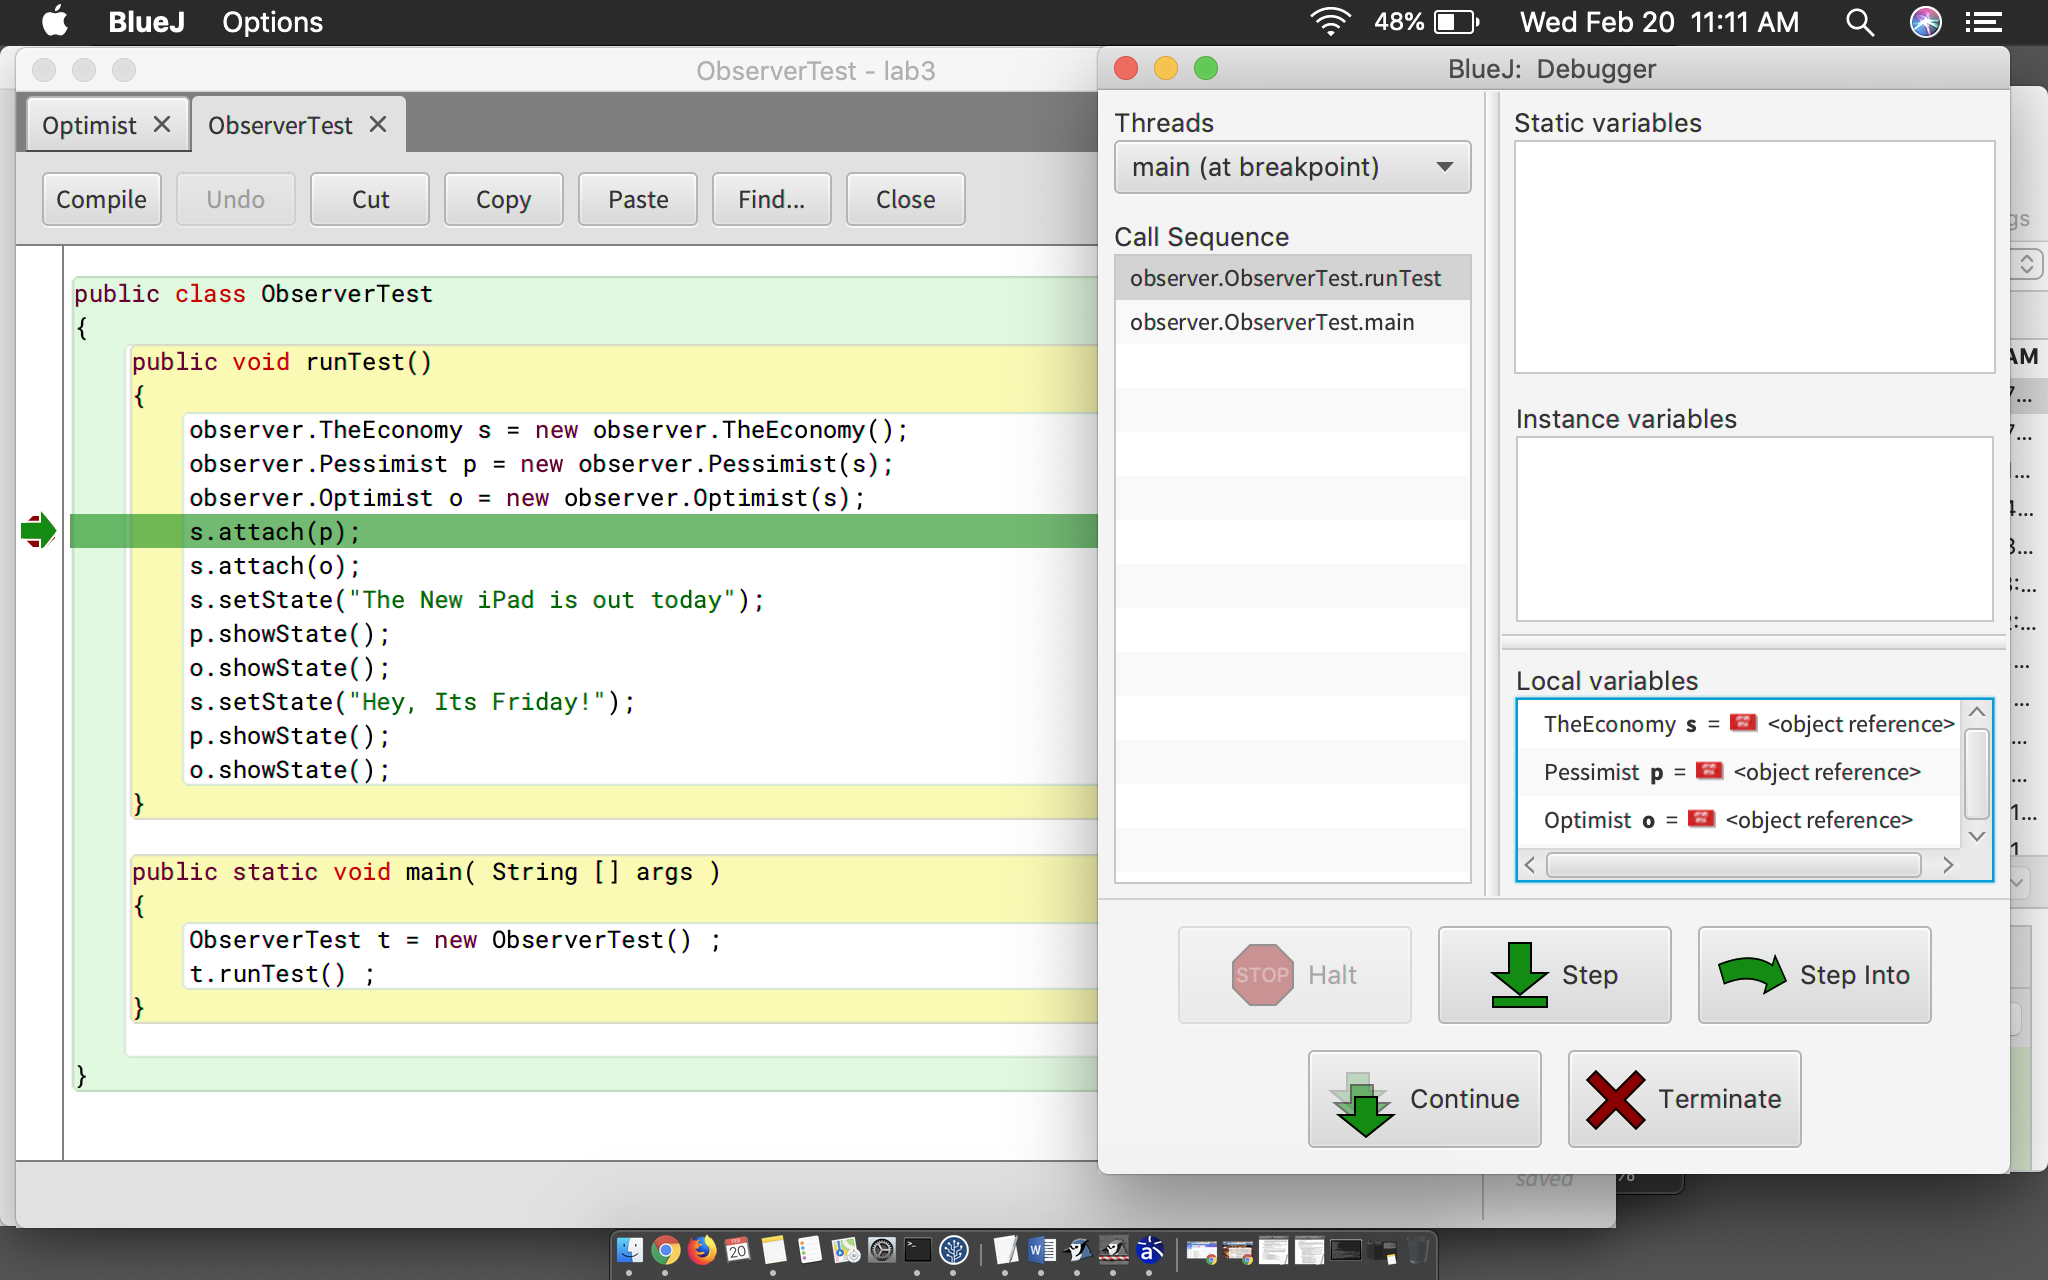 BlueJ Options 48% Wed Feb 20 11:11 AM
ObserverTest - lab3
Optimist ObserverTest
Compile Undo Cut Copy Paste Find... Close
public class ObserverTest
{
public void runTest()
{
observer.TheEconomy s = new observer.TheEconomy();
observer.Pessimist p = new observer.Pessimist(s);
observer.Optimist o = new observer.Optimist(s);
s.attach(p);
s.attach(o);
s.setState("The New iPad is out today");
p.showState();
o.showState();
s.setState("Hey, Its Friday!");
p.showState();
o.showState();
}
public static void main( String [] args )
{
ObserverTest t = new ObserverTest() ;
t.runTest() ;
}
}
saved
BlueJ: Debugger
Threads
main (at breakpoint)
Call Sequence
observer.ObserverTest.runTest
observer.ObserverTest.main
Static variables
Instance variables
Local variables
TheEconomy s = <object reference>
Pessimist p = <object reference>
Optimist o = <object reference>
STOP Halt
Step
Step Into
Continue
Terminate
gs
AM
%
FEB
20